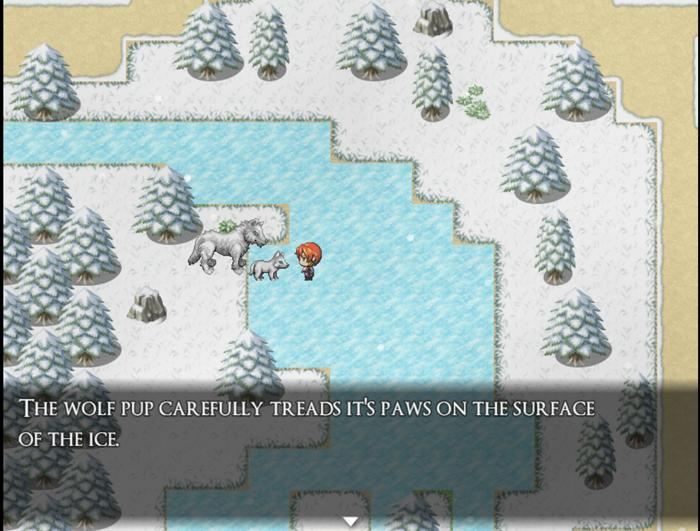 The wolf pup carefully treads it's paws on the surface
of the ice.